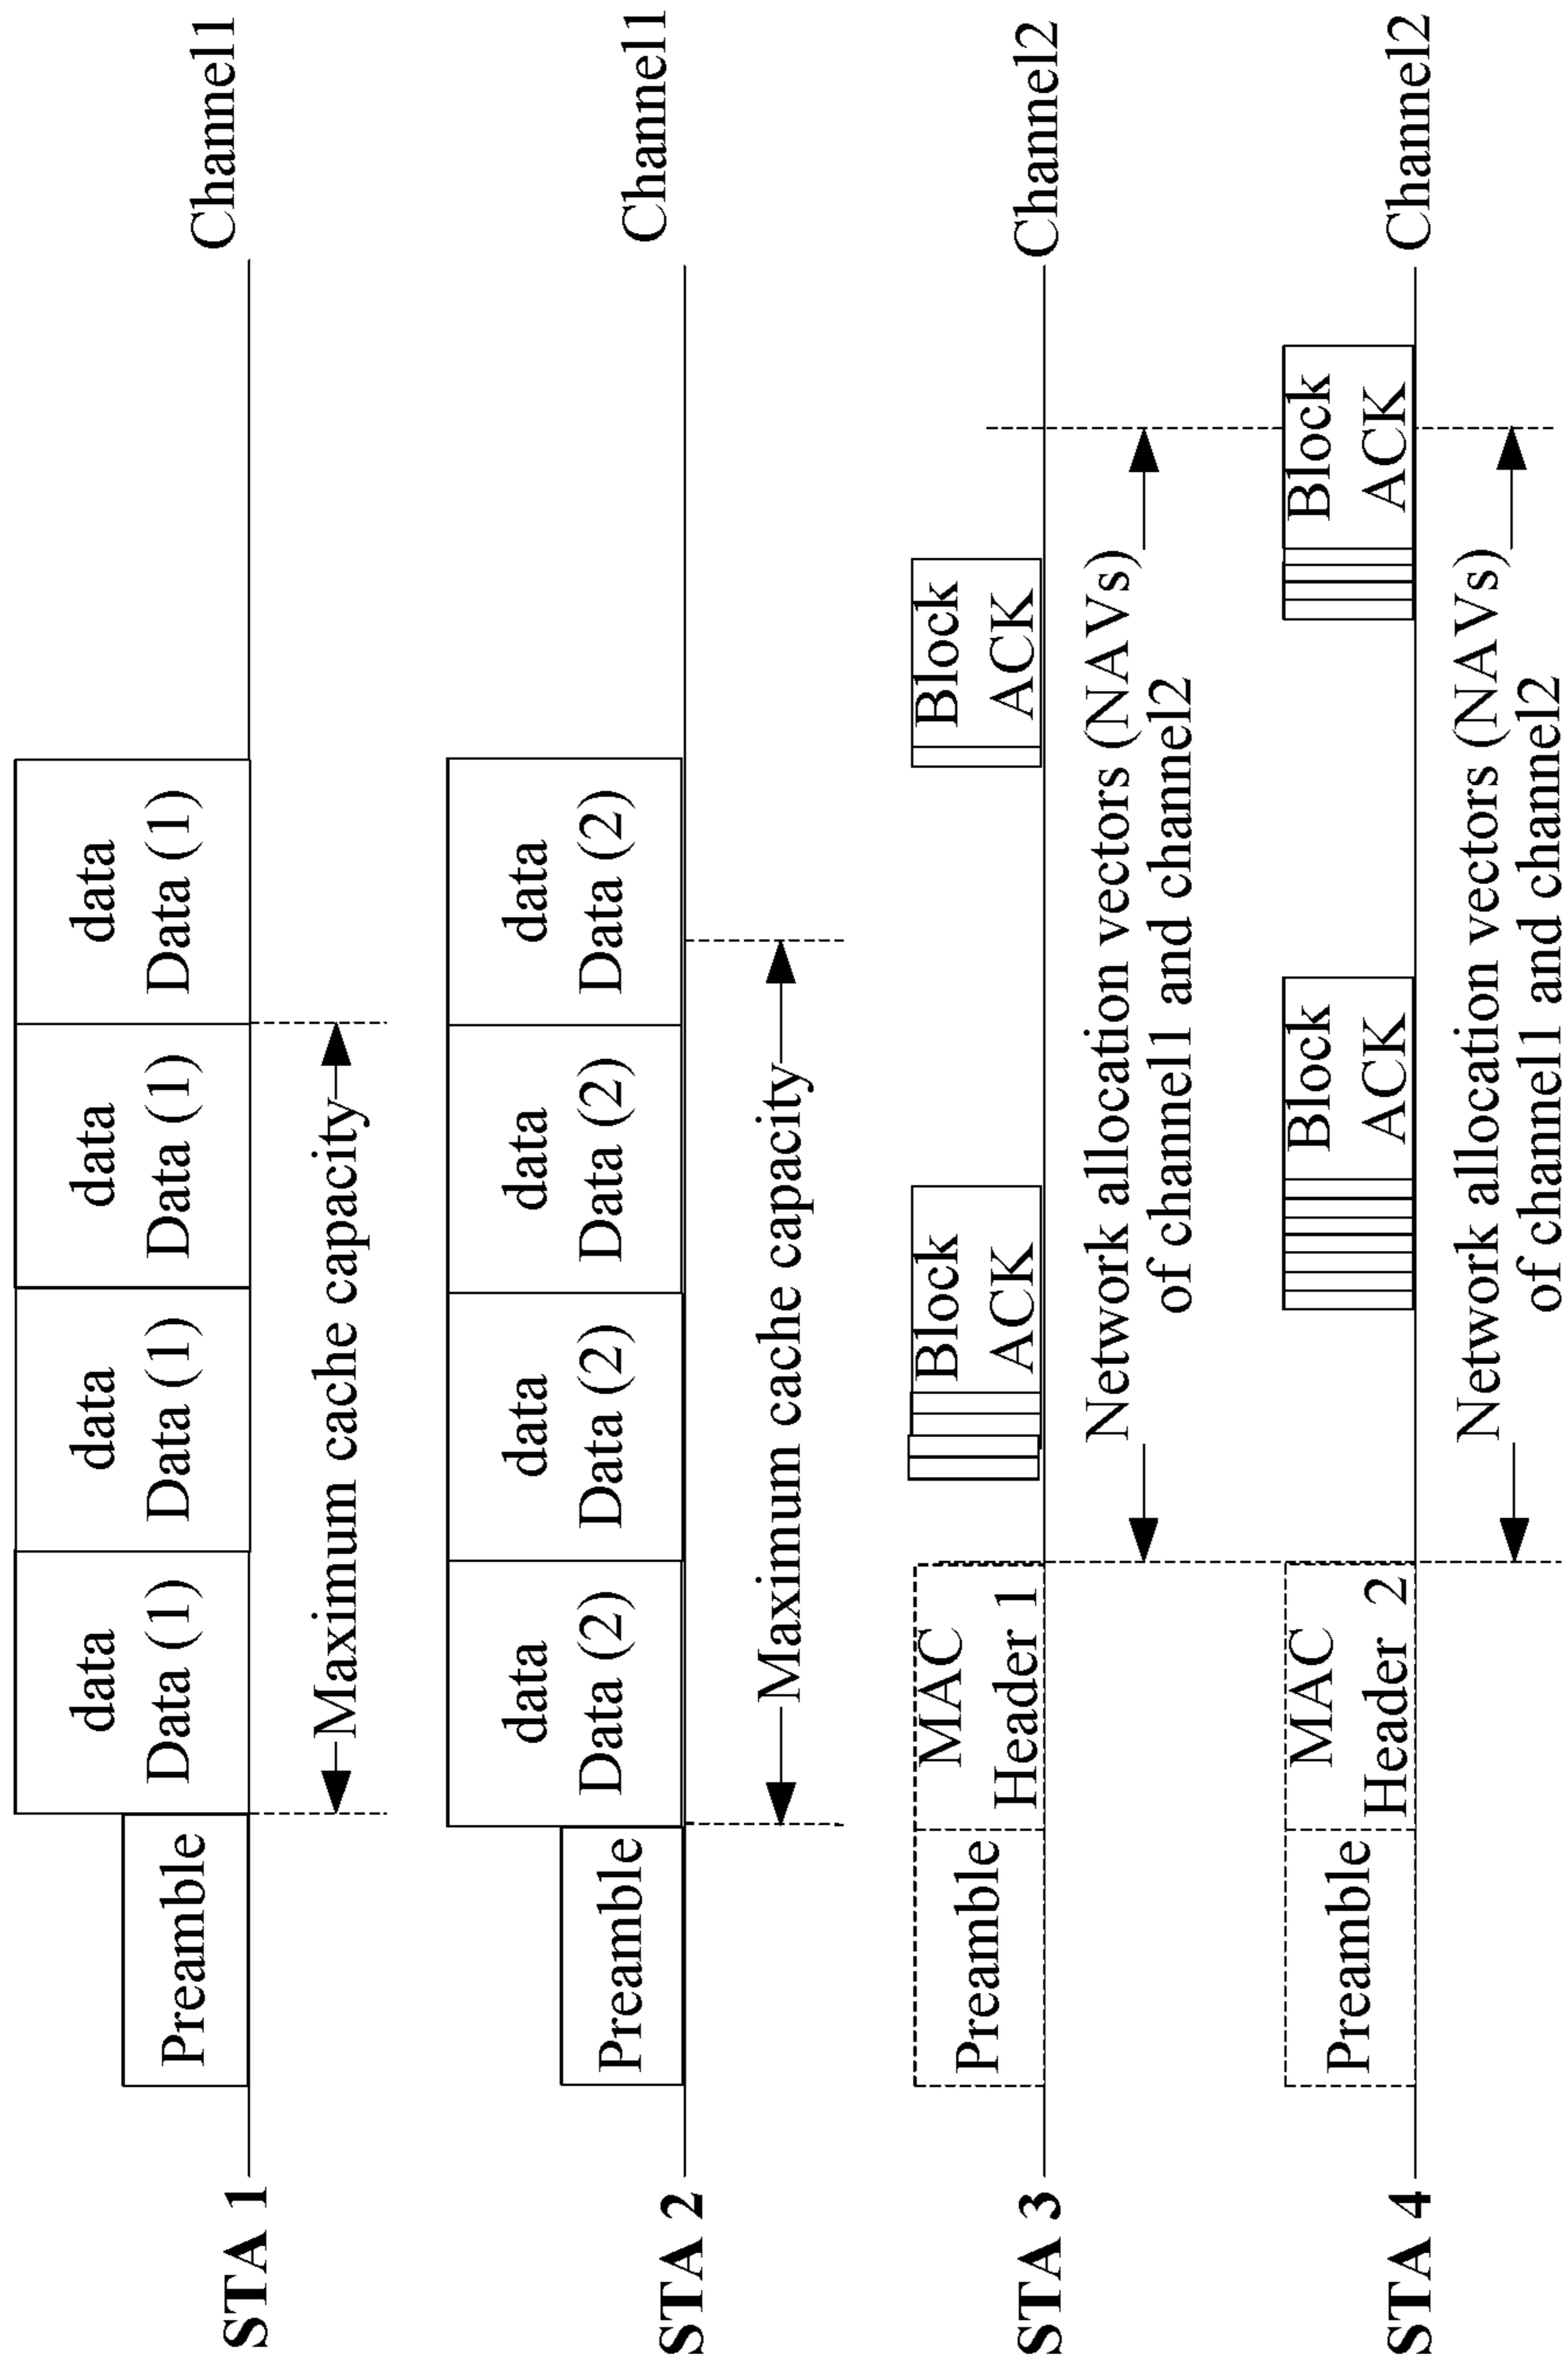 STA 1
Preamble
data
Data (1)
data
Data (1)
data
Data (1)
data
Data (1)
Channel1
Maximum cache capacity
STA 2
Preamble
data
Data (2)
data
Data (2)
data
Data (2)
data
Data (2)
Channel1
Maximum cache capacity
STA 3
Preamble
MAC
Header 1
Block
ACK
Block
ACK
Channel2
Network allocation vectors (NAVs)
of channel1 and channel2
STA 4
Preamble
MAC
Header 2
Block
ACK
Block
ACK
Channel2
Network allocation vectors (NAVs)
of channel1 and channel2